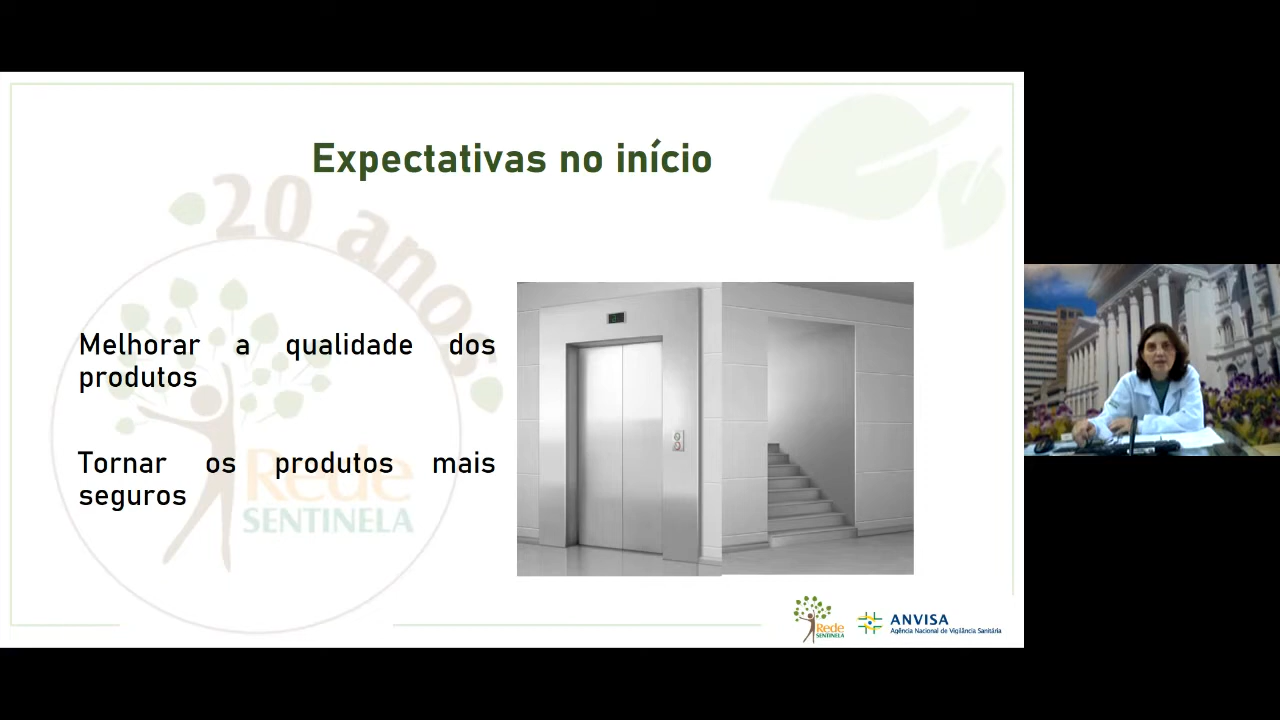 Expectativas no início
20 anos
Melhorar a qualidade dos
produtos
Tornar os produtos mais
seguros
Rede
SENTINELA
Rede
SENTINELA
ANVISA
Agência Nacional de Vigilância Sanitária